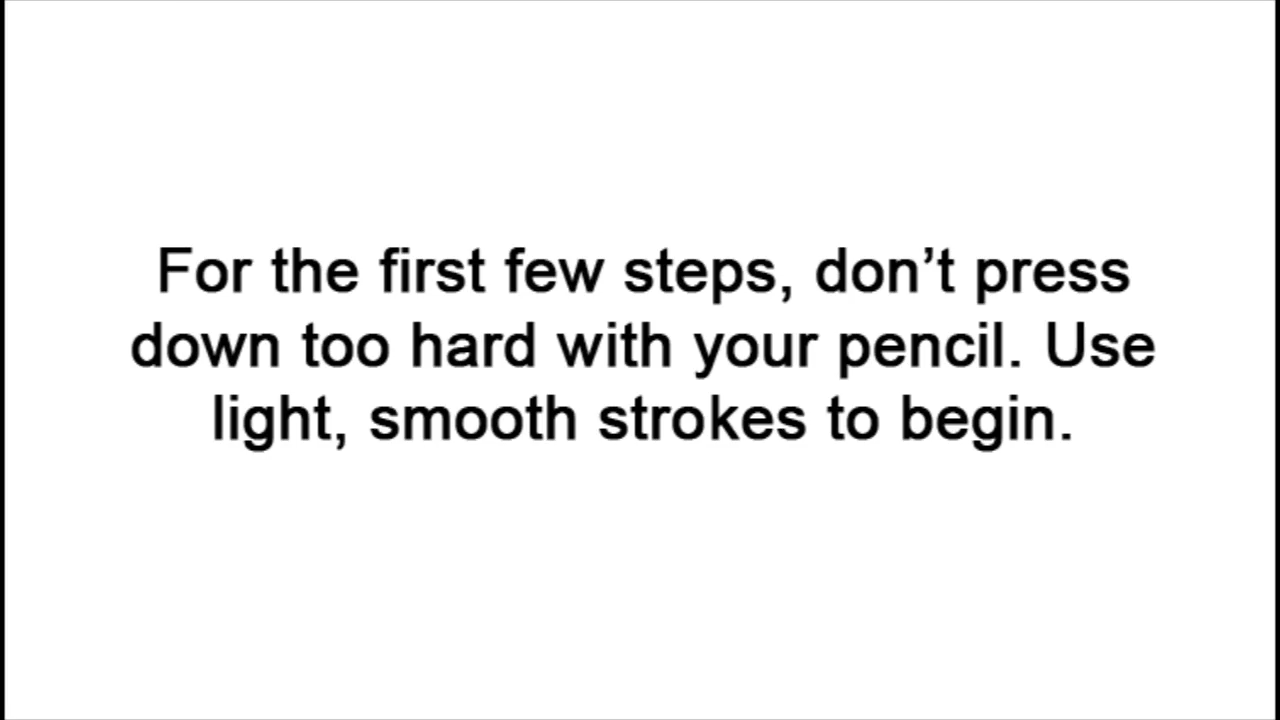 For the first few steps, don’t press
down too hard with your pencil. Use
light, smooth strokes to begin.